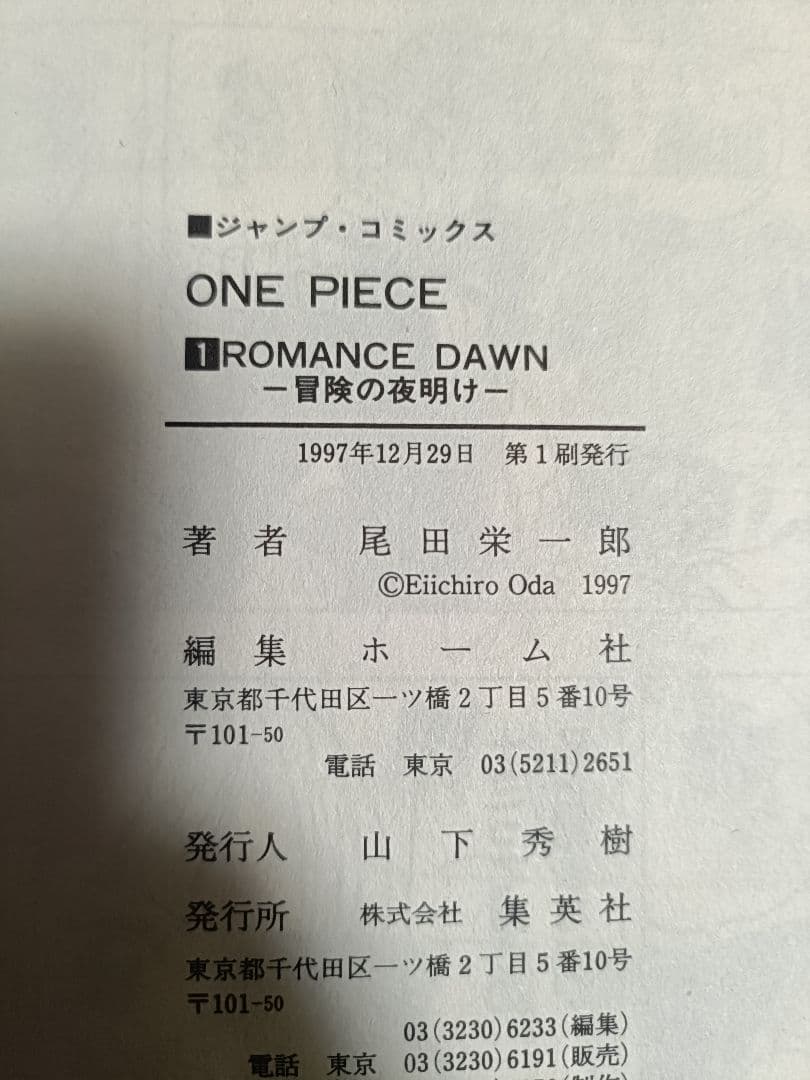 ■ジャンプ・コミックス
ONE PIECE
1 ROMANCE DAWN
―冒険の夜明け―
1997年12月29日 第1刷発行
著者 尾田栄一郎
©Eiichiro Oda 1997
編集 ホーム社
東京都千代田区一ツ橋2丁目5番10号
〒101-50
電話 東京 03(5211)2651
発行人 山下秀樹
発行所 株式会社 集英社
東京都千代田区一ツ橋2丁目5番10号
〒101-50
03(3230)6233(編集)
電話 東京 03(3230)6191(販売)